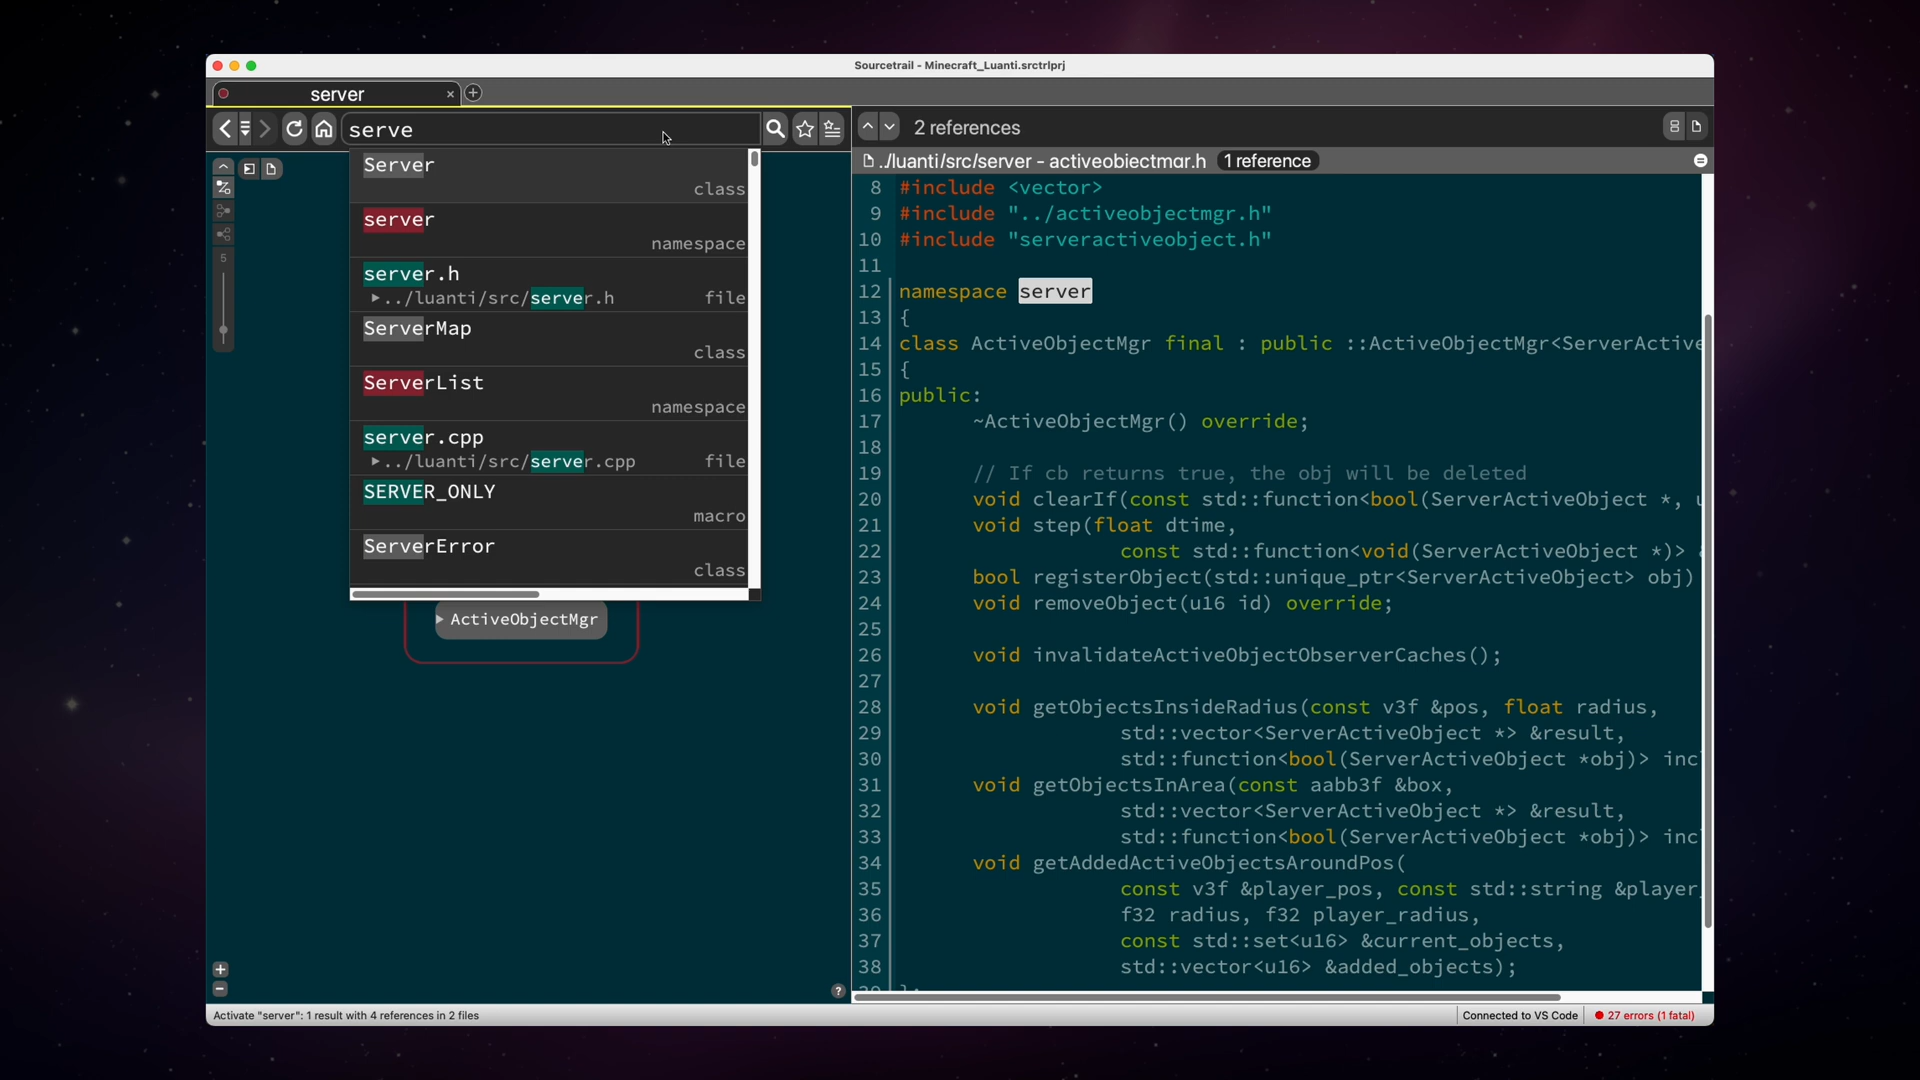 Sourcetrail - Minecraft_Luanti.srctrlprj
server
serve
Server
class
server
namespace
server.h
../luanti/src/server.h file
ServerMap
class
ServerList
namespace
server.cpp
../luanti/src/server.cpp file
SERVER_ONLY
macro
ServerError
class
ActiveObjectMgr
5
2 references
./luanti/src/server - activeobjectmgr.h 1 reference
8 #include <vector>
9 #include "../activeobjectmgr.h"
10 #include "serveractiveobject.h"
11
12 namespace server
13 {
14 class ActiveObjectMgr final : public ::ActiveObjectMgr<ServerActive
15 {
16 public:
17 ~ActiveObjectMgr() override;
18
19 // If cb returns true, the obj will be deleted
20 void clearIf(const std::function<bool(ServerActiveObject *, u
21 void step(float dtime,
22 const std::function<void(ServerActiveObject *)> &
23 bool registerObject(std::unique_ptr<ServerActiveObject> obj)
24 void removeObject(u16 id) override;
25
26 void invalidateActiveObjectObserverCaches();
27
28 void getObjectsInsideRadius(const v3f &pos, float radius,
29 std::vector<ServerActiveObject *> &result,
30 std::function<bool(ServerActiveObject *obj)> inc
31 void getObjectsInArea(const aabb3f &box,
32 std::vector<ServerActiveObject *> &result,
33 std::function<bool(ServerActiveObject *obj)> inc
34 void getAddedActiveObjectsAroundPos(
35 const v3f &player_pos, const std::string &player_
36 f32 radius, f32 player_radius,
37 const std::set<u16> &current_objects,
38 std::vector<u16> &added_objects);
Activate "server": 1 result with 4 references in 2 files
Connected to VS Code
27 errors (1 fatal)